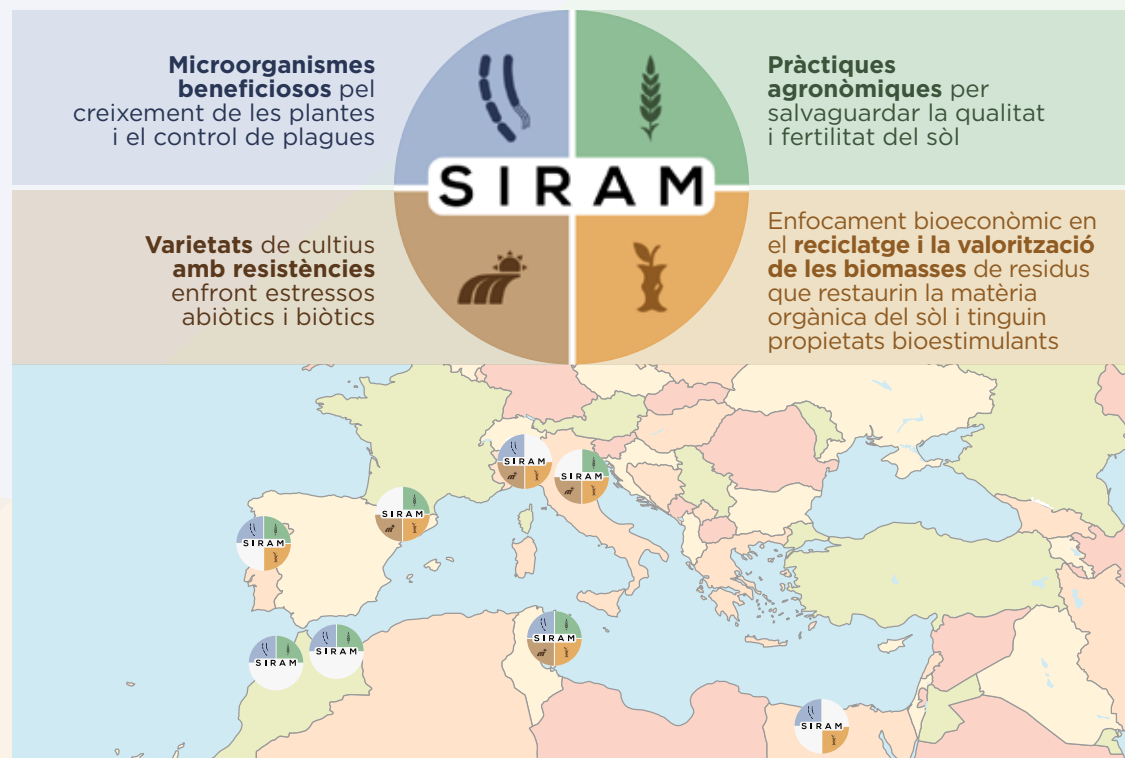 Microorganismes
beneficiosos pel
creixement de les plantes
i el control de plagues
Pràctiques
agronòmiques per
salvaguardar la qualitat
i fertilitat del sòl
SIRAM
Varietats de cultius
amb resistències
enfront estressos
abiòtics i biòtics
Enfocament bioeconòmic en
el reciclatge i la valorització
de les biomasses de residus
que restaurin la matèria
orgànica del sòl i tinguin
propietats bioestimulants
SIRAM
SIRAM
SIRAM
SIRAM
SIRAM
SIRAM
SIRAM
SIRAM